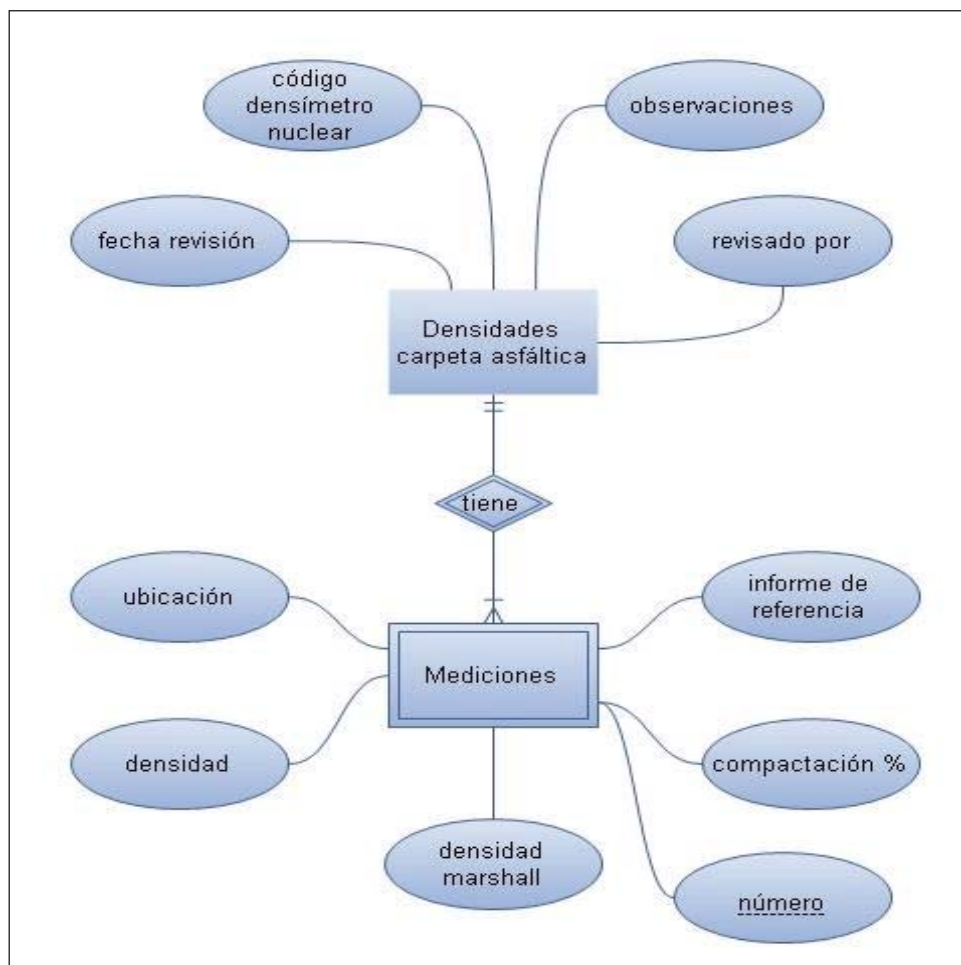 código
densímetro
nuclear
observaciones
fecha revisión
revisado por
Densidades
carpeta asfáltica
tiene
ubicación
informe de
referencia
Mediciones
densidad
compactación %
densidad
marshall
número